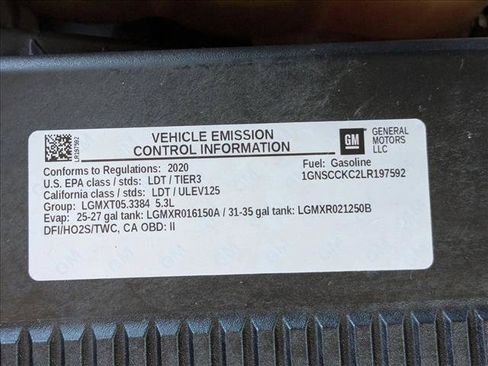 LR197592
VEHICLE EMISSION
CONTROL INFORMATION
GM
GENERAL
MOTORS
LLC
Conforms to Regulations: 2020
U.S. EPA class / stds: LDT / TIER3
California class / stds: LDT / ULEV125
Group: LGMXT05.3384 5.3L
Evap: 25-27 gal tank: LGMXR016150A / 31-35 gal tank: LGMXR021250B
DFI/HO2S/TWC, CA OBD: II
Fuel: Gasoline
1GNSCCKC2LR197592